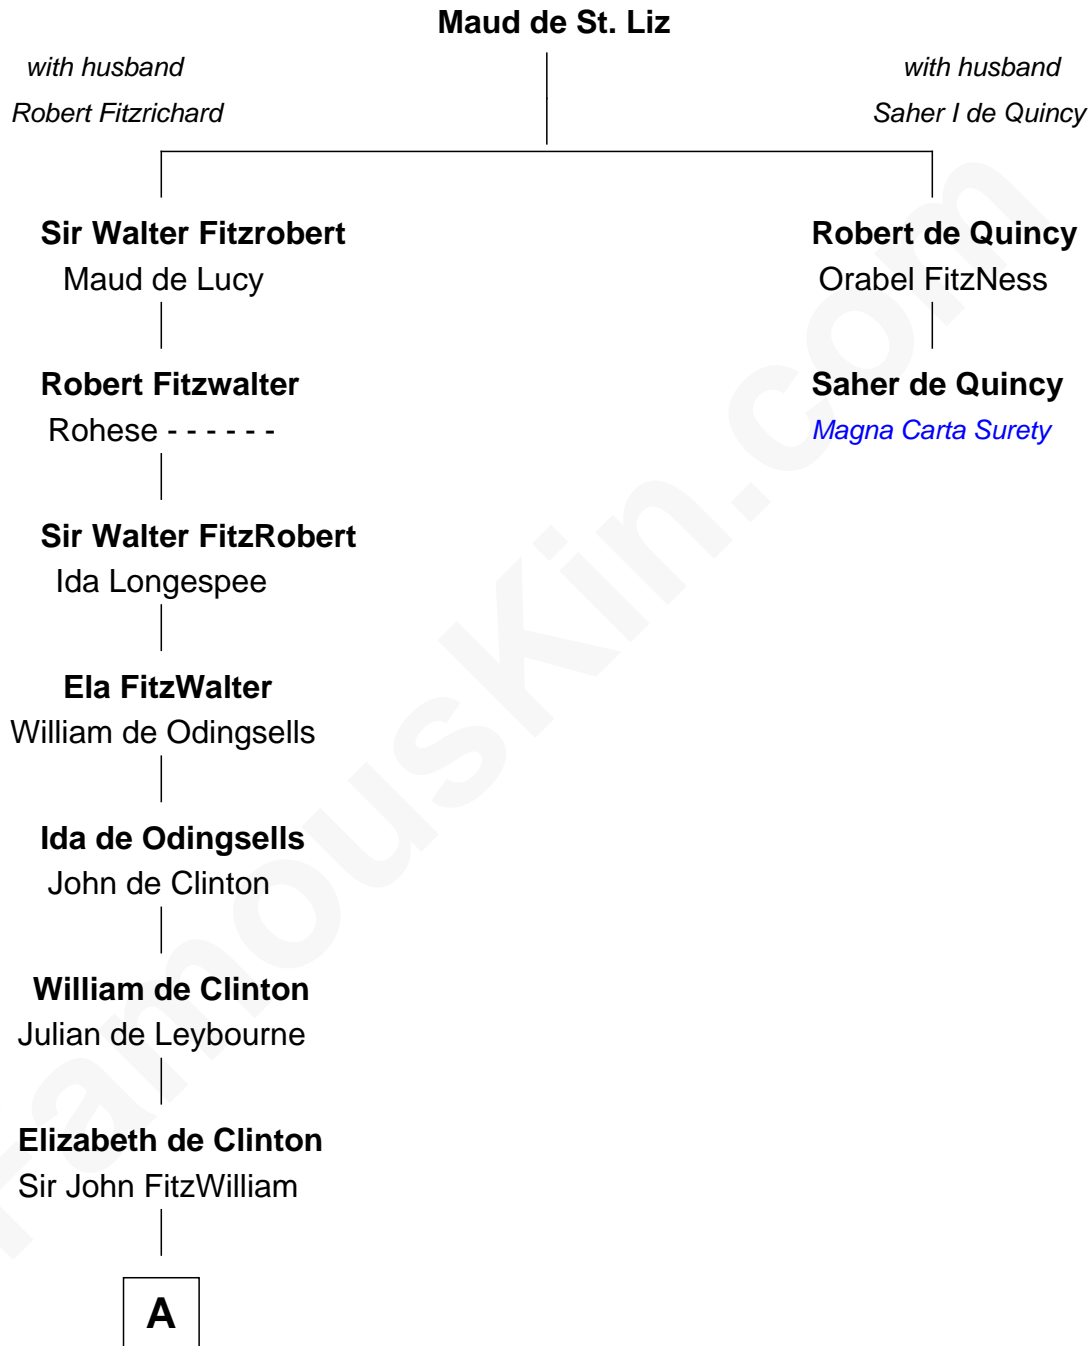 Maud de St. Liz
with husband
Robert Fitzrichard
with husband
Saher I de Quincy
Sir Walter Fitzrobert
Maud de Lucy
Robert de Quincy
Orabel FitzNess
Robert Fitzwalter
Rohese - - - - - -
Saher de Quincy
Magna Carta Surety
Sir Walter FitzRobert
Ida Longespee
Ela FitzWalter
William de Odingsells
Ida de Odingsells
John de Clinton
William de Clinton
Julian de Leybourne
Elizabeth de Clinton
Sir John FitzWilliam
A
FamousKin.com